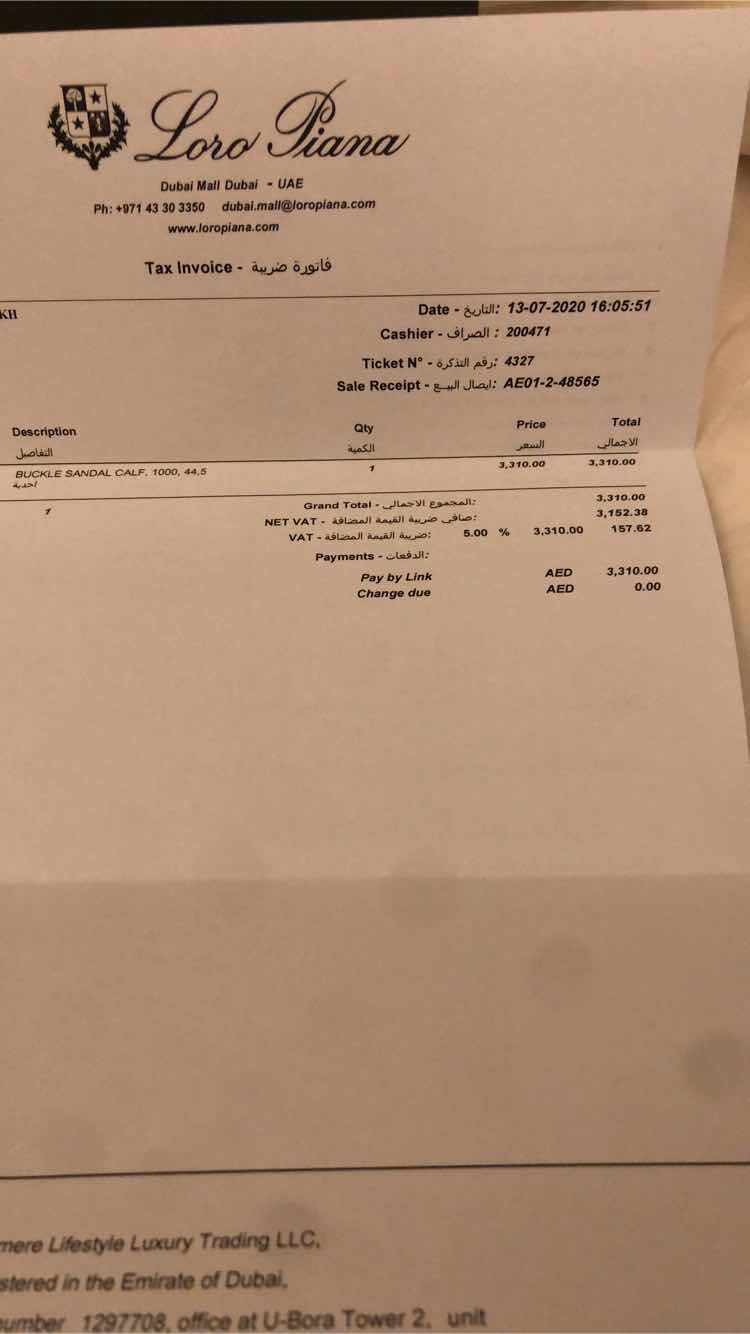 Loro Piana
Dubai Mall Dubai - UAE
Ph: +971 43 30 3350 dubai.mall@loropiana.com
www.loropiana.com
Tax Invoice - فاتورة ضريبة
KH
Date - التاريخ: 13-07-2020 16:05:51
Cashier - الصراف : 200471
Ticket N° - رقم التذكرة: 4327
Sale Receipt - ايصال البيـــع: AE01-2-48565
Description Qty Price Total
التفاصيل الكمية السعر الاجمالي
BUCKLE SANDAL CALF, 1000, 44,5 1 3,310.00 3,310.00
احذية
1 Grand Total - المجموع الاجمالي: 3,310.00
NET VAT - صافي ضريبة القيمة المضافة: 3,152.38
VAT - ضريبة القيمة المضافة: 5.00 % 3,310.00 157.62
Payments - الدفعات:
Pay by Link AED 3,310.00
Change due AED 0.00
mere Lifestyle Luxury Trading LLC,
stered in the Emirate of Dubai,
number 1297708, office at U-Bora Tower 2, unit